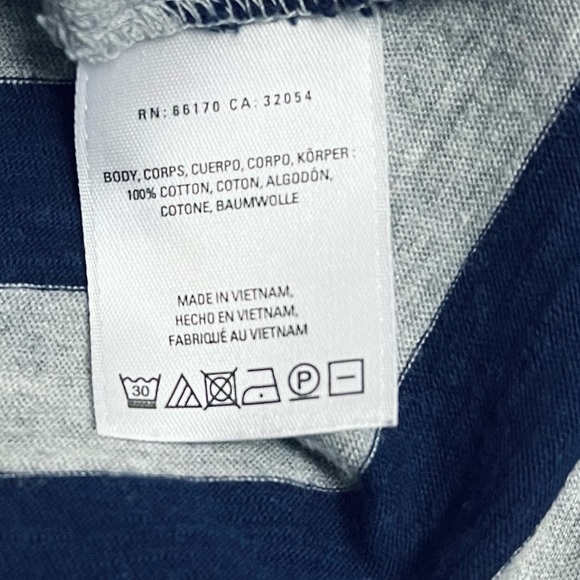 RN: 66170 CA: 32054
BODY, CORPS, CUERPO, CORPO, KÖRPER :
100% COTTON, COTON, ALGODÓN,
COTONE, BAUMWOLLE
MADE IN VIETNAM,
HECHO EN VIETNAM,
FABRIQUÉ AU VIETNAM
30 P